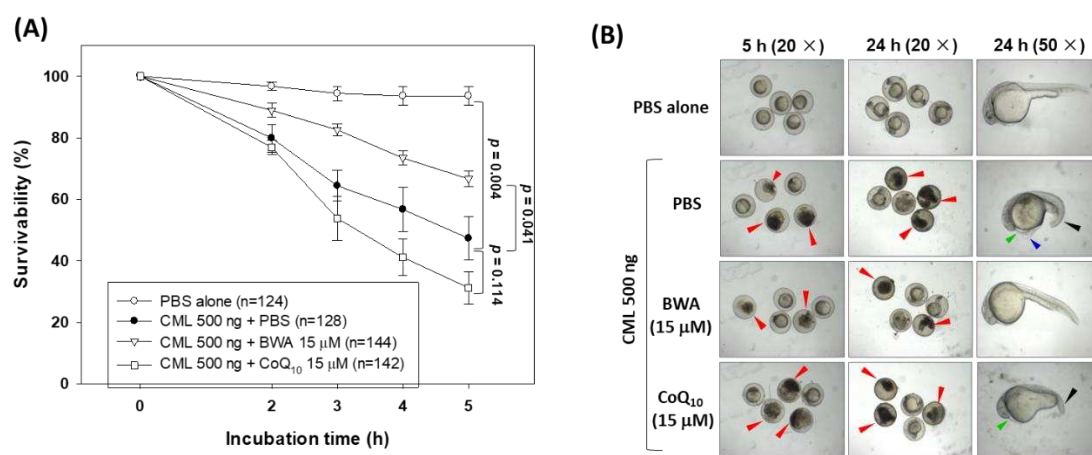 (A)
Survivability (%)
100
80
60
40
20
0
0
2
3
4
5
Incubation time (h)
p = 0.004
p = 0.041
p = 0.114
PBS alone (n=124)
CML 500 ng + PBS (n=128)
CML 500 ng + BWA 15 μM (n=144)
CML 500 ng + CoQ₁₀ 15 μM (n=142)
(B)
5 h (20 ×)
24 h (20 ×)
24 h (50 ×)
PBS alone
CML 500 ng
PBS
BWA
(15 μM)
CoQ₁₀
(15 μM)